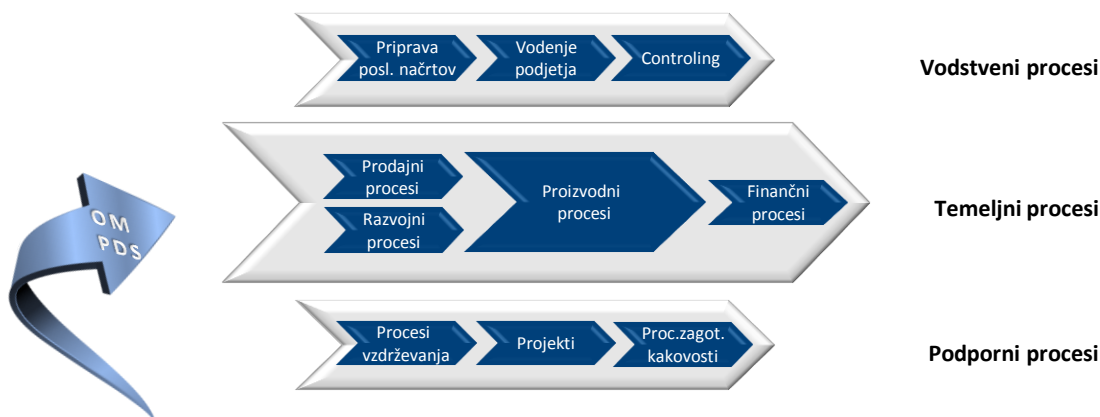 Priprava
posl. načrtov
Vodenje
podjetja
Controling
Vodstveni procesi
Prodajni
procesi
Razvojni
procesi
Proizvodni
procesi
Finančni
procesi
Temeljni procesi
OM
PDS
Procesi
vzdrževanja
Projekti
Proc.zagot.
kakovosti
Podporni procesi